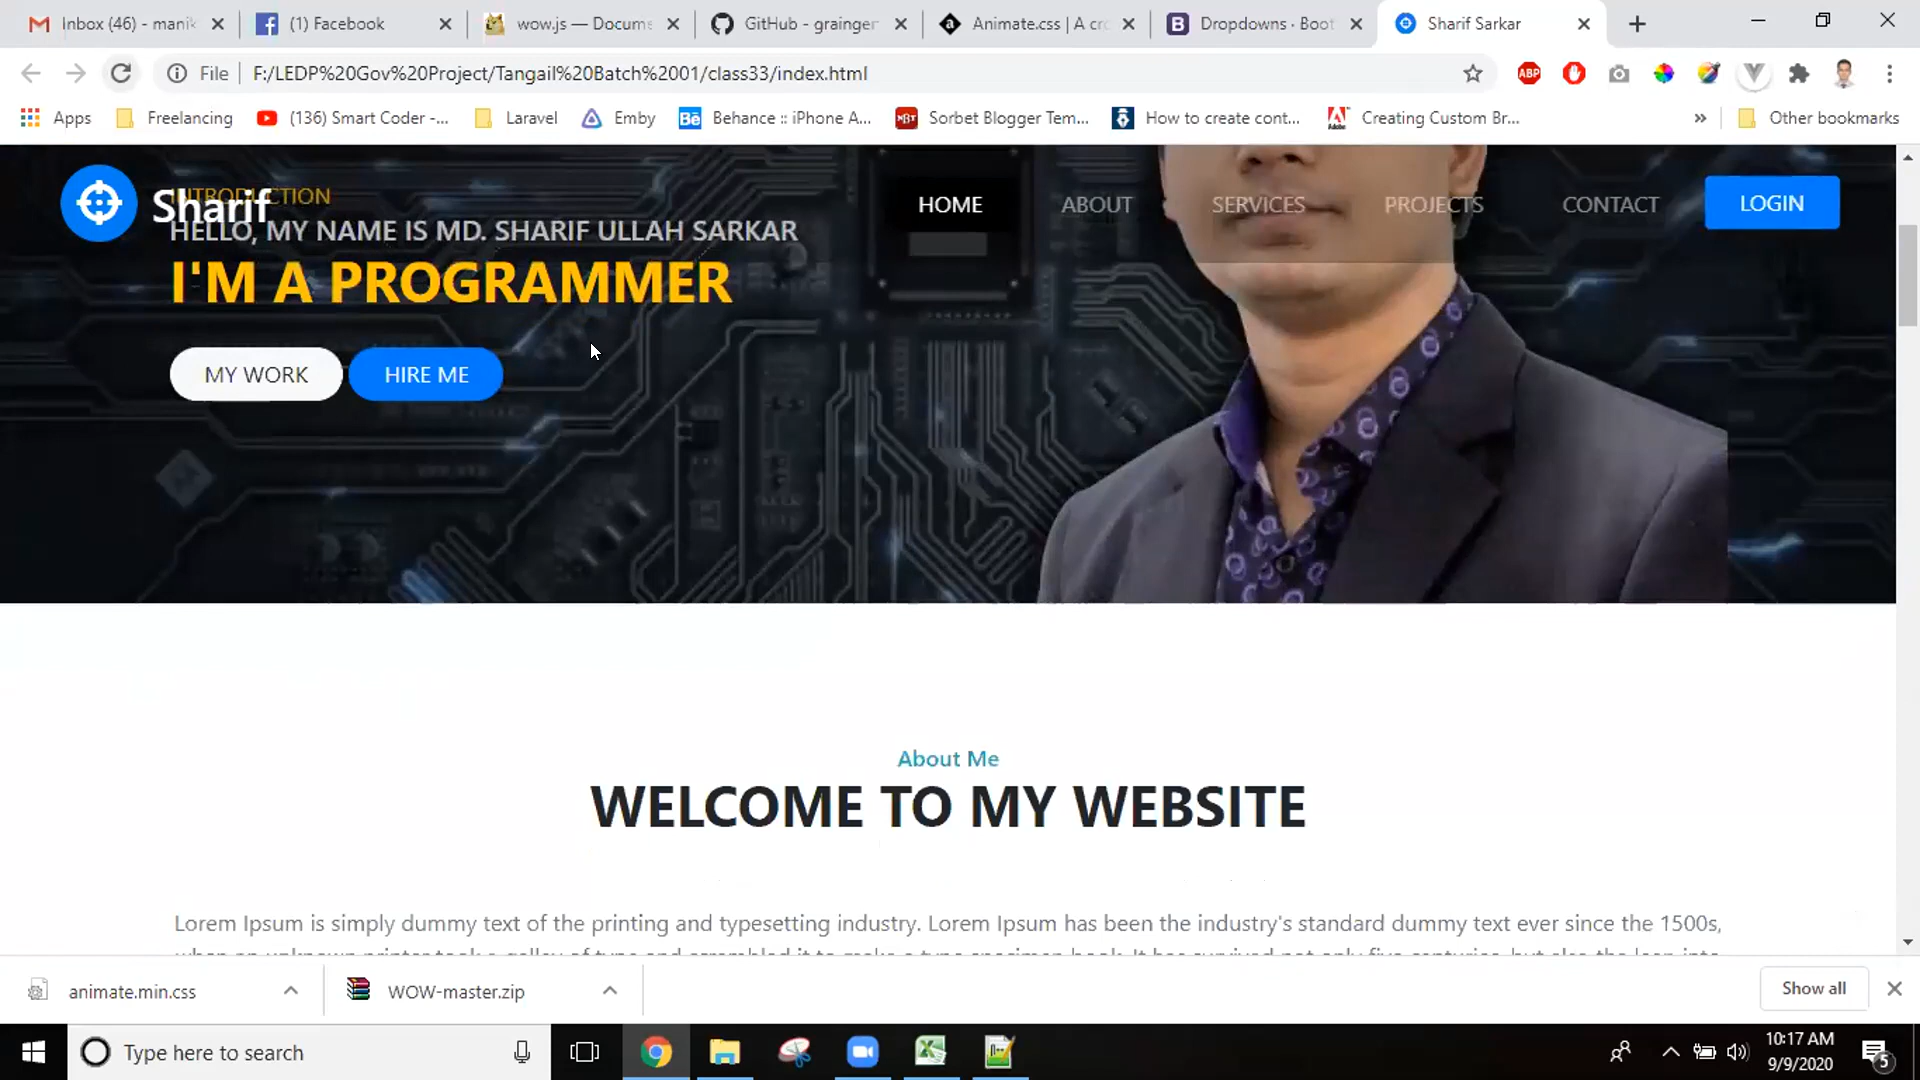 Inbox (46) - mani
(1) Facebook
wow.js — Docum
GitHub - grainger
Animate.css | A cr
Dropdowns · Boot
Sharif Sarkar
File
F:/LEDP%20Gov%20Project/Tangail%20Batch%2001/class33/index.html
ABP
Apps
Freelancing
(136) Smart Coder -...
Laravel
Emby
Behance :: iPhone A...
Sorbet Blogger Tem...
How to create cont...
Creating Custom Br...
Other bookmarks
Sharif
HOME
ABOUT
SERVICES
PROJECTS
CONTACT
LOGIN
INTRODUCTION
HELLO, MY NAME IS MD. SHARIF ULLAH SARKAR
I'M A PROGRAMMER
MY WORK
HIRE ME
About Me
WELCOME TO MY WEBSITE
Lorem Ipsum is simply dummy text of the printing and typesetting industry. Lorem Ipsum has been the industry's standard dummy text ever since the 1500s,
animate.min.css
WOW-master.zip
Show all
Type here to search
10:17 AM
9/9/2020
5